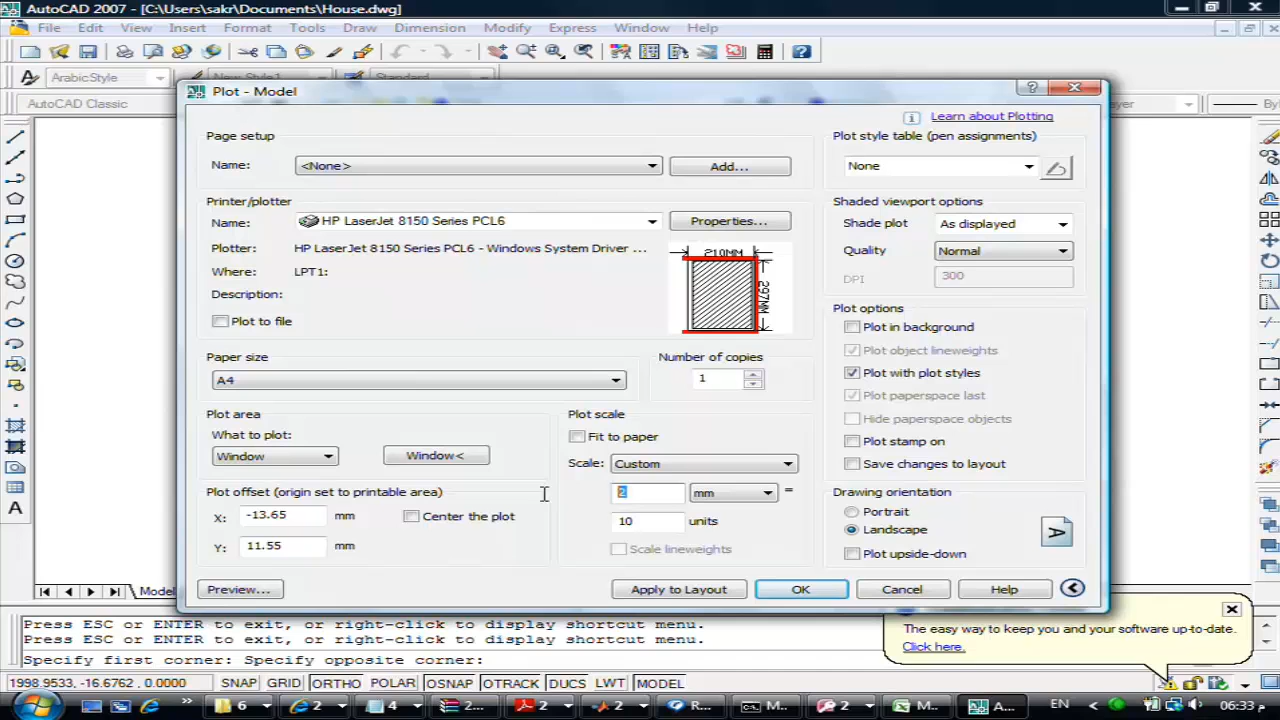 AutoCAD 2007 - [C:\Users\sakr\Documents\House.dwg]
File Edit View Insert Format Tools Draw Dimension Modify Express Window Help
ArabicStyle New Style1 Standard
AutoCAD Classic
Plot - Model
Learn about Plotting
Page setup
Name: <None> Add...
Plot style table (pen assignments)
None
Printer/plotter
Name: HP LaserJet 8150 Series PCL6 Properties...
Plotter: HP LaserJet 8150 Series PCL6 - Windows System Driver ...
Where: LPT1:
Description:
Plot to file
210MM
297MM
Shaded viewport options
Shade plot As displayed
Quality Normal
DPI 300
Paper size
A4
Number of copies
1
Plot options
Plot in background
Plot object lineweights
Plot with plot styles
Plot paperspace last
Hide paperspace objects
Plot stamp on
Save changes to layout
Plot area
What to plot:
Window Window<
Plot scale
Fit to paper
Scale: Custom
2 mm =
10 units
Scale lineweights
Plot offset (origin set to printable area)
X: -13.65 mm Center the plot
Y: 11.55 mm
Drawing orientation
Portrait
Landscape
A
Plot upside-down
Preview... Apply to Layout OK Cancel Help
Model
Press ESC or ENTER to exit, or right-click to display shortcut menu.
Press ESC or ENTER to exit, or right-click to display shortcut menu.
Specify first corner: Specify opposite corner:
The easy way to keep you and your software up-to-date.
Click here.
1998.9533, -16.6762, 0.0000 SNAP GRID ORTHO POLAR OSNAP OTRACK DUCS LWT MODEL
6 2 4 2... 2... 2... R... C... 2 M... A... EN 06:33 م